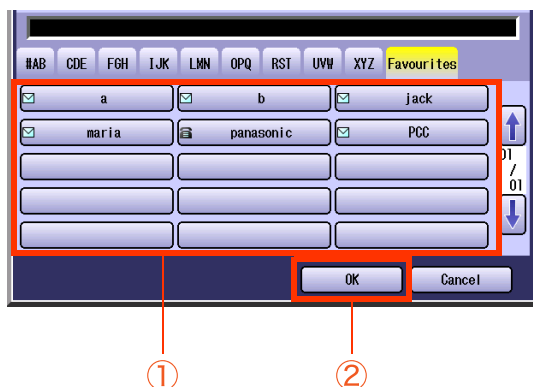 #AB CDE FGH IJK LMN OPQ RST UVW XYZ Favourites
a b jack
maria panasonic PCC
01
/
01
OK Cancel
① ②